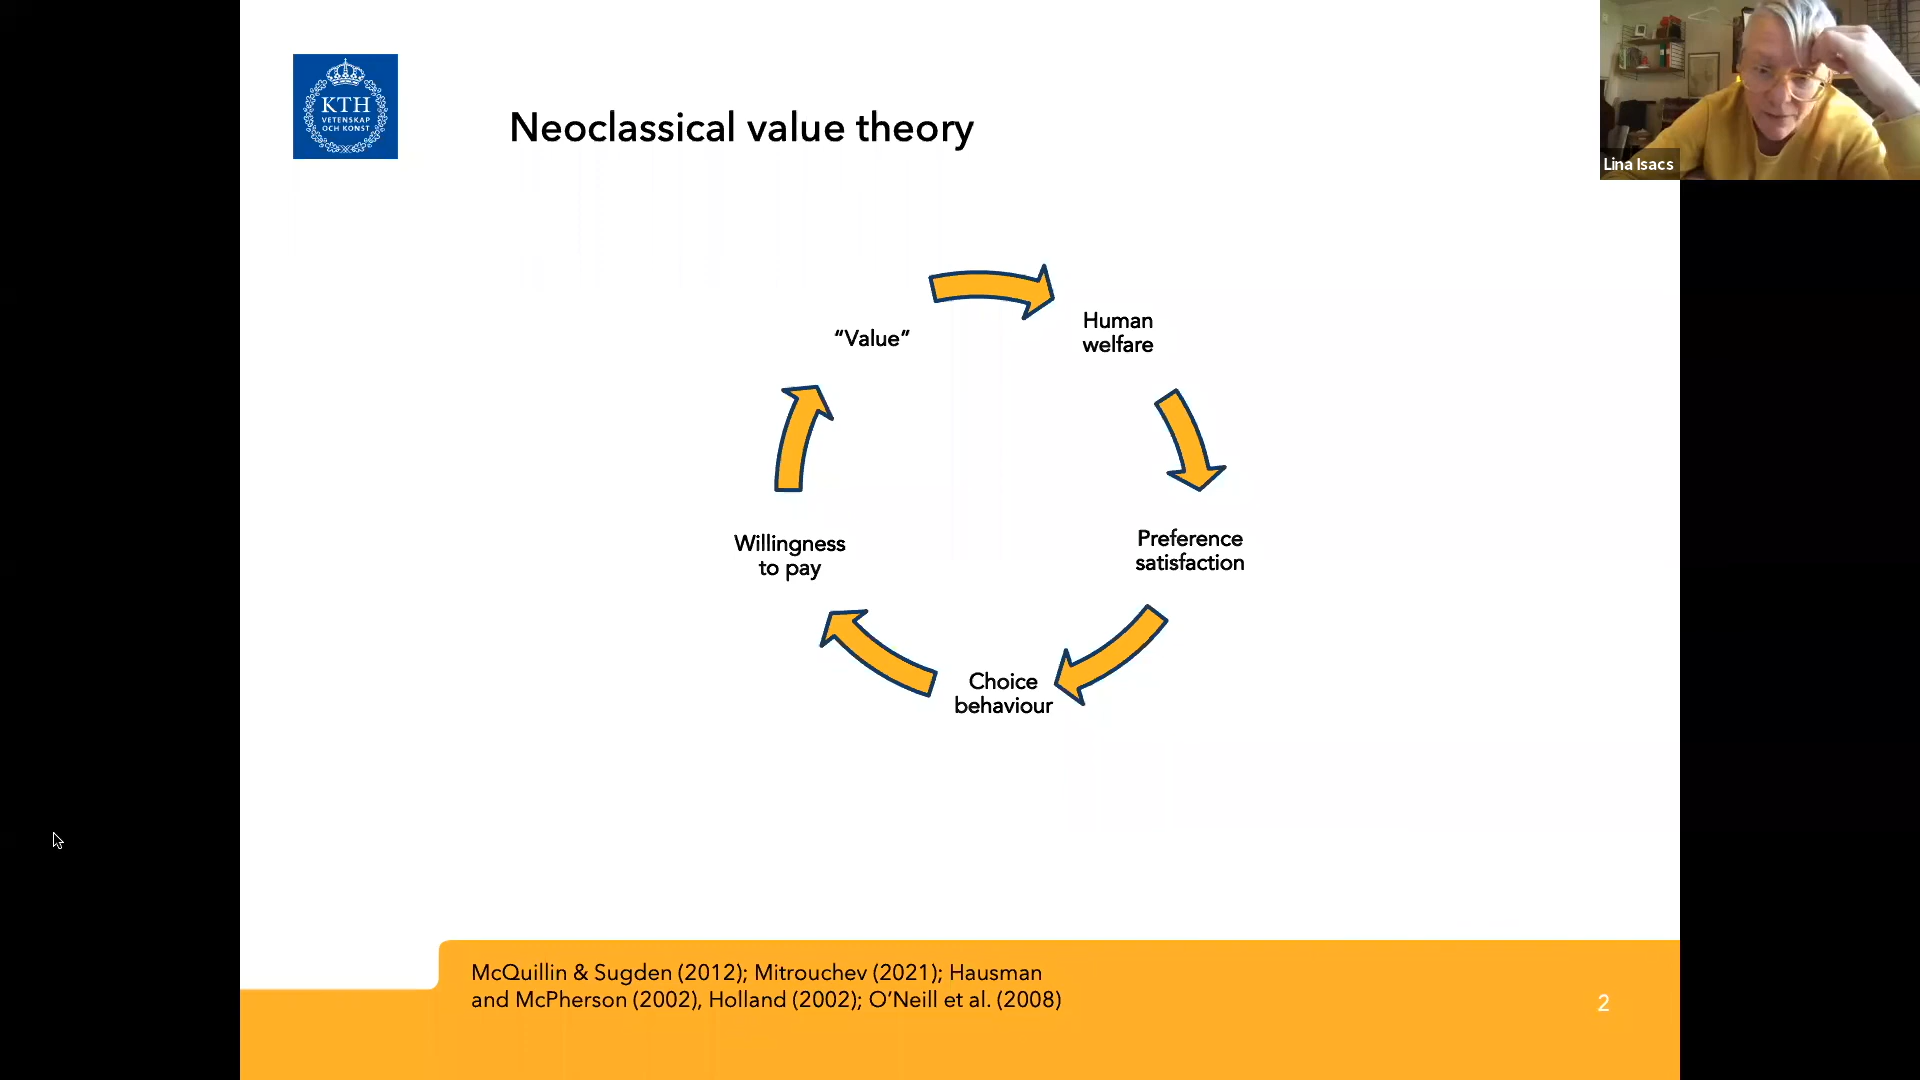 KTH
VETENSKAP
OCH KONST
Neoclassical value theory
Lina Isacs
“Value”
Human
welfare
Preference
satisfaction
Choice
behaviour
Willingness
to pay
McQuillin & Sugden (2012); Mitrouchev (2021); Hausman
and McPherson (2002), Holland (2002); O’Neill et al. (2008)
2